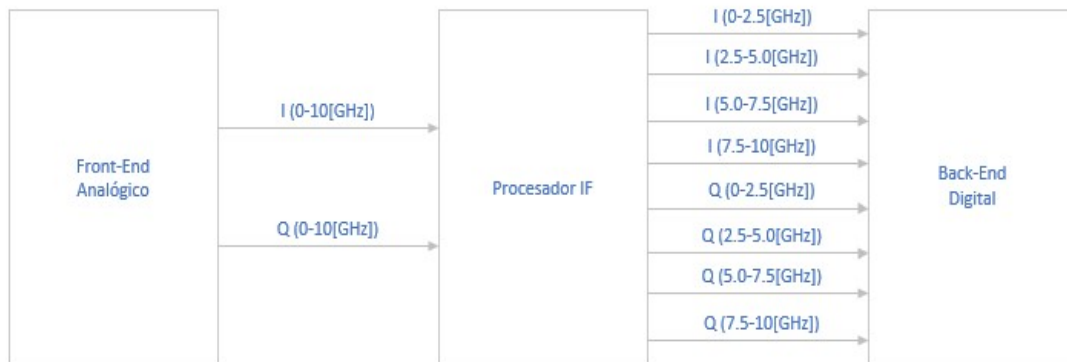 Front-End
Analógico
I (0-10[GHz])
Q (0-10[GHz])
Procesador IF
I (0-2.5[GHz])
I (2.5-5.0[GHz])
I (5.0-7.5[GHz])
I (7.5-10[GHz])
Q (0-2.5[GHz])
Q (2.5-5.0[GHz])
Q (5.0-7.5[GHz])
Q (7.5-10[GHz])
Back-End
Digital